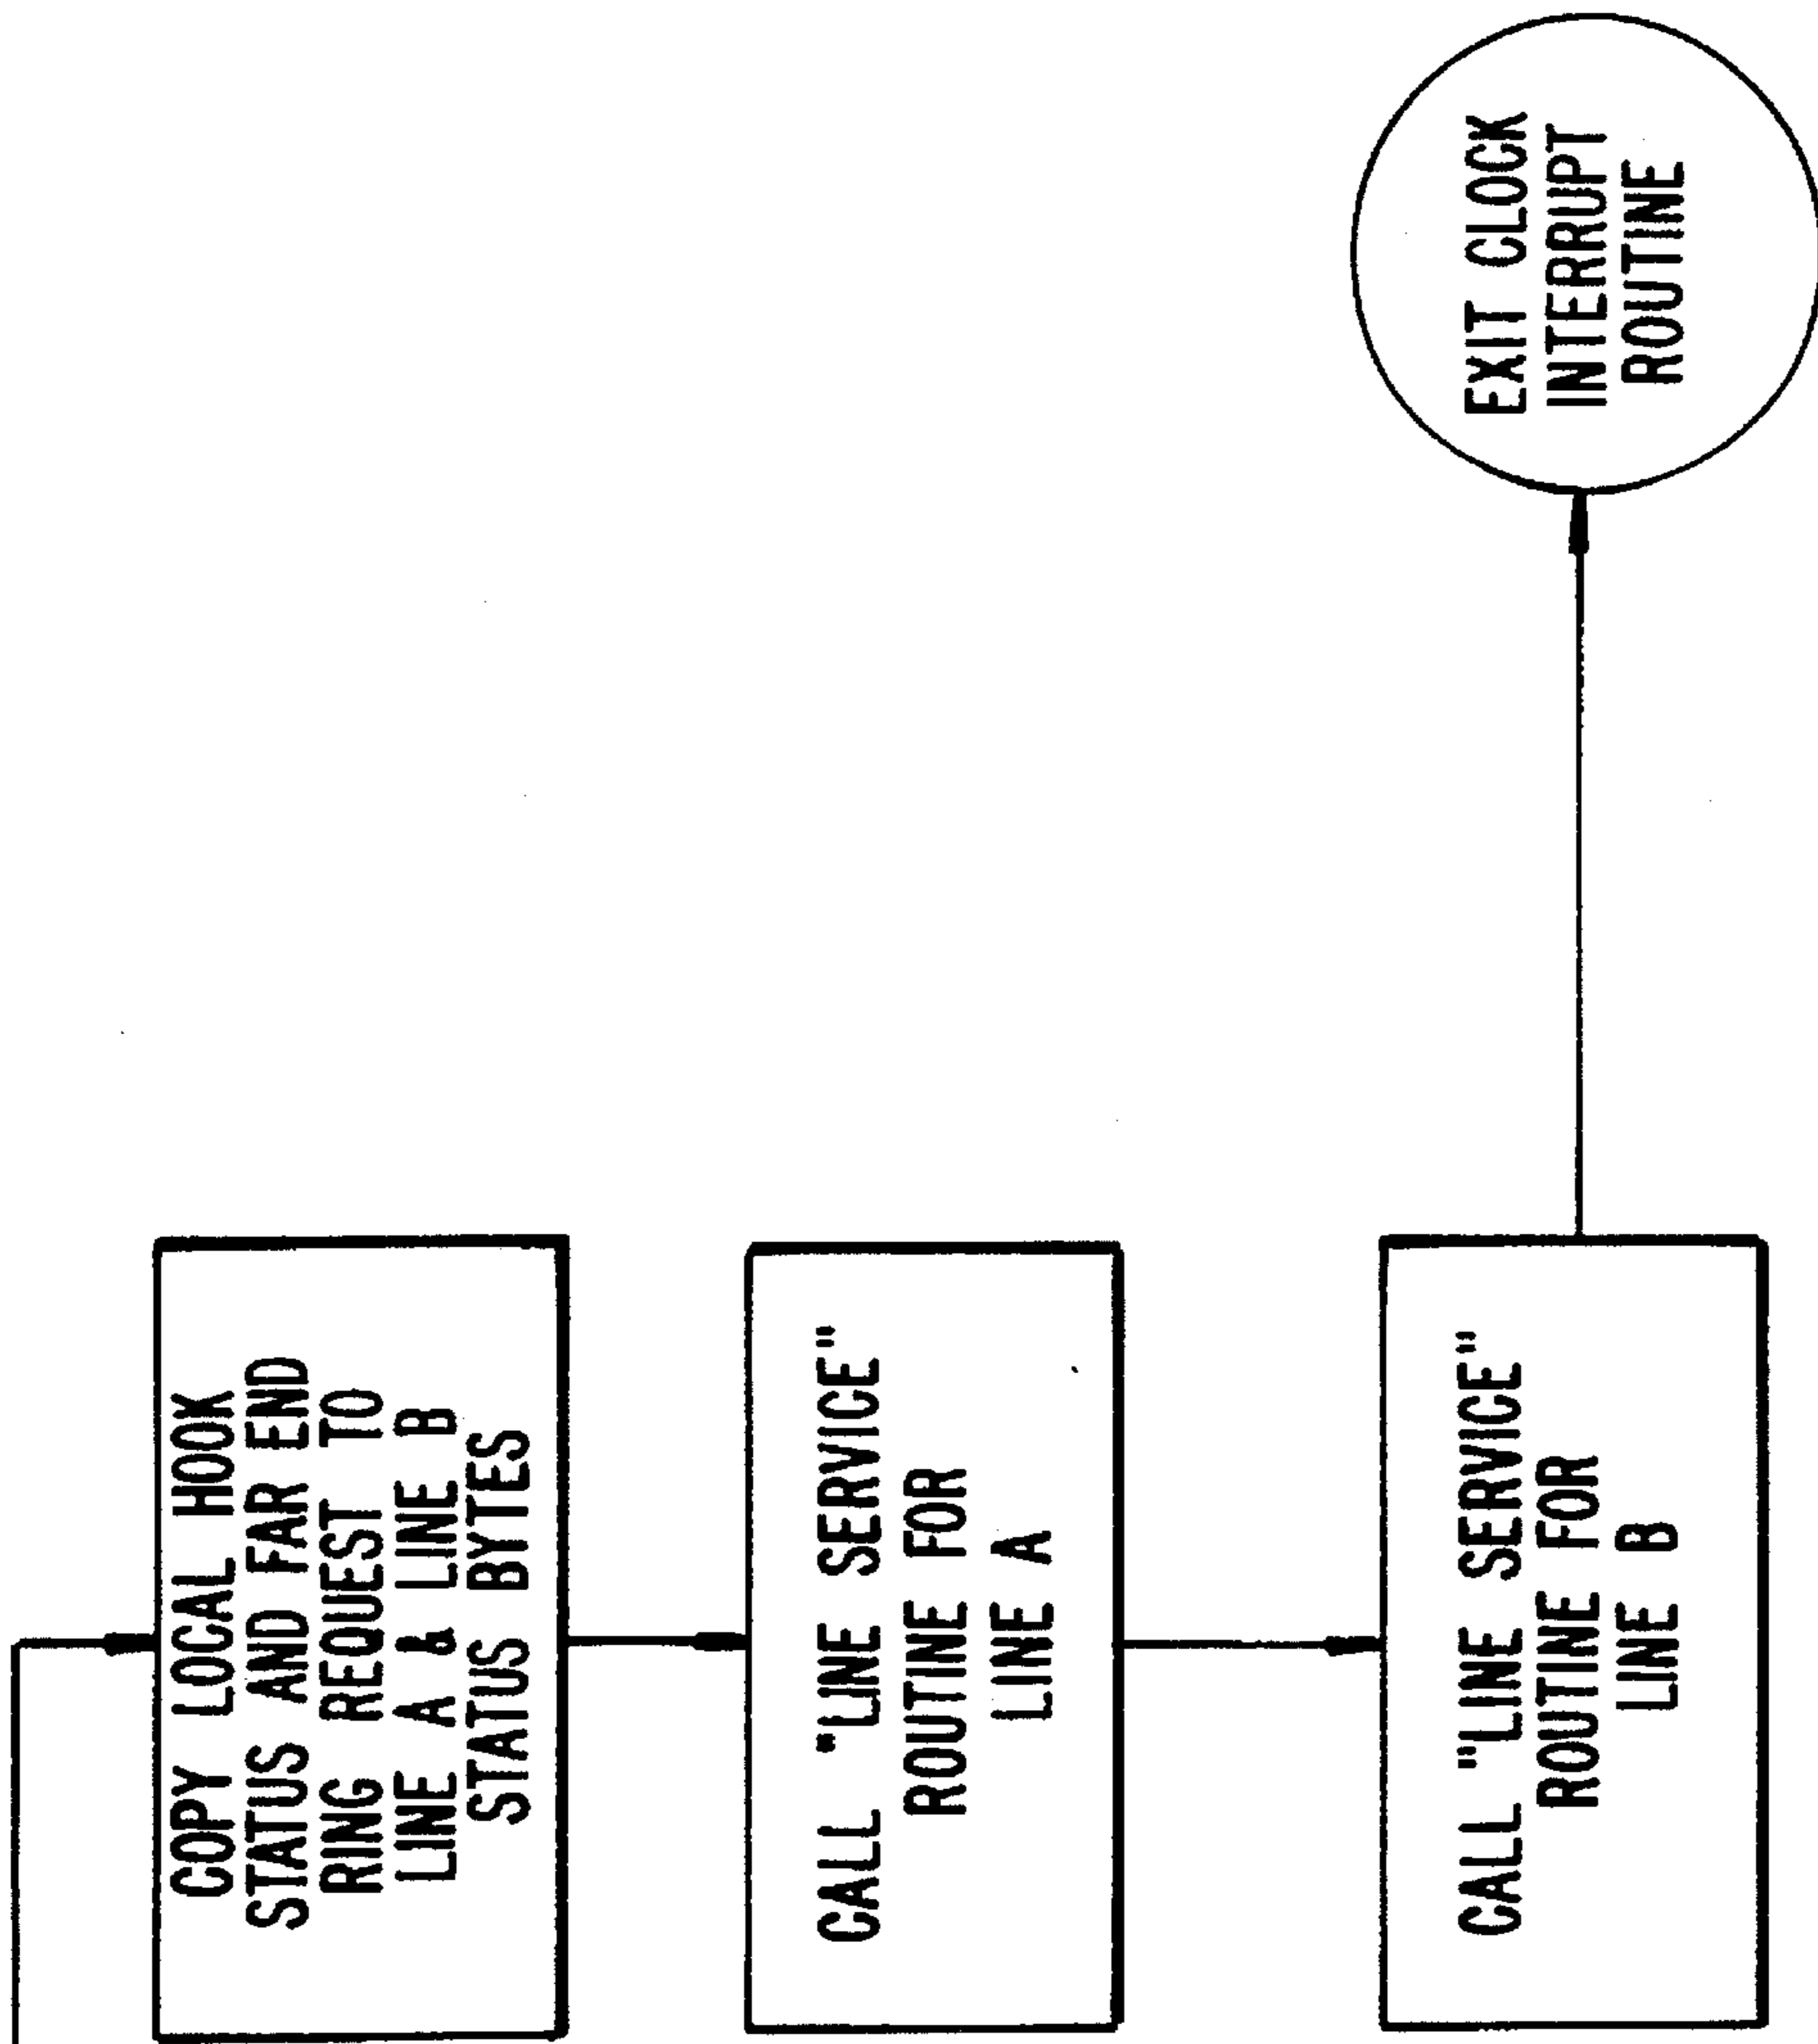 COPY LOCAL HOOK
STATUS AND FAR END
RING REQUEST TO
LINE A & LINE B
STATUS BYTES
CALL "LINE SERVICE"
ROUTINE FOR
LINE A
CALL "LINE SERVICE"
ROUTINE FOR
LINE B
EXIT CLOCK
INTERRUPT
ROUTINE